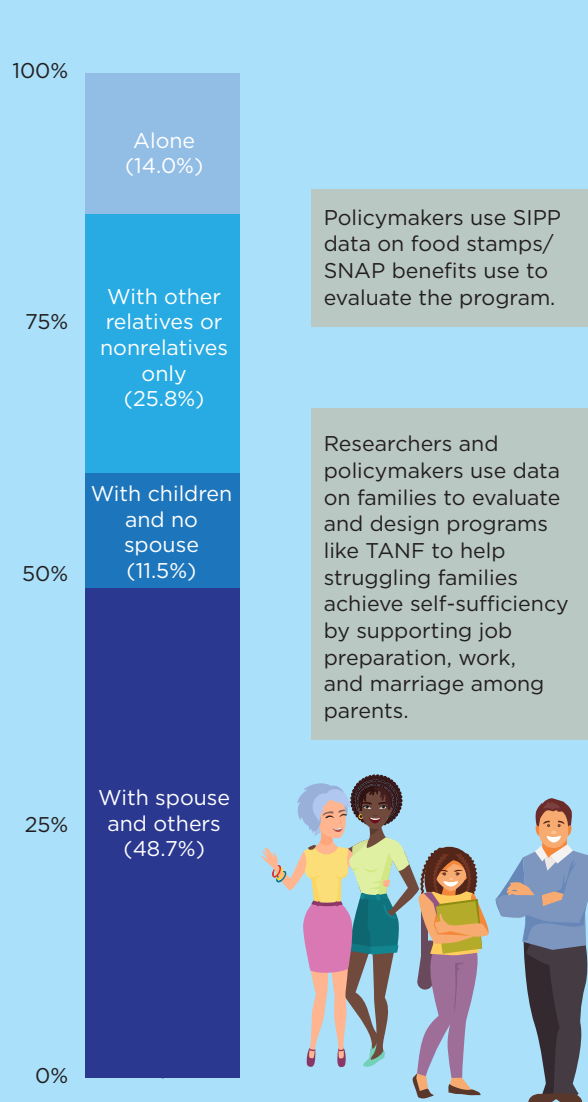 100%
Alone
(14.0%)
With other
relatives or
nonrelatives
only
(25.8%)
75%
With children
and no
spouse
(11.5%)
50%
With spouse
and others
(48.7%)
25%
0%
Policymakers use SIPP
data on food stamps/
SNAP benefits use to
evaluate the program.
Researchers and
policymakers use data
on families to evaluate
and design programs
like TANF to help
struggling families
achieve self-sufficiency
by supporting job
preparation, work,
and marriage among
parents.